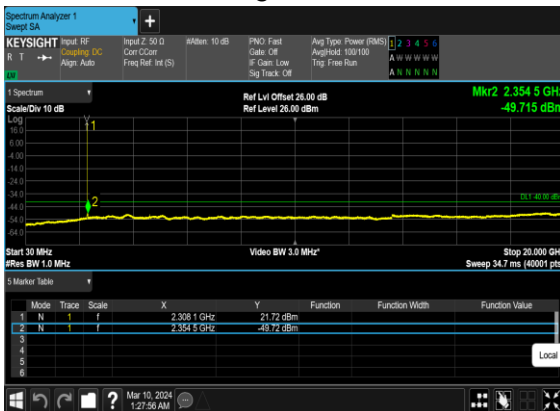 Spectrum Analyzer 1
Swept SA
KEYSIGHT Input: RF Input Z: 50 Ω #Atten: 10 dB PNO: Fast Avg Type: Power (RMS) 1 2 3 4 5 6
R T Coupling: DC Corr CCorr Gate: Off Avg|Hold: 100/100 A W W W W W
Align: Auto Freq Ref: Int (S) IF Gain: Low Trig: Free Run
LV Sig Track: Off A N N N N N
1 Spectrum Ref Lvl Offset 26.00 dB Mkr2 2.354 5 GHz
Scale/Div 10 dB Ref Level 26.00 dBm -49.715 dBm
Log
16.0
6.00
-4.00
-14.0
-24.0
-34.0
-44.0
-54.0
-64.0
1
2
DL1 -40.00 dBm
Start 30 MHz Video BW 3.0 MHz* Stop 20.000 GHz
#Res BW 1.0 MHz Sweep 34.7 ms (40001 pts)
5 Marker Table
Mode Trace Scale X Y Function Function Width Function Value
1 N 1 f 2.308 1 GHz 21.72 dBm
2 N 1 f 2.354 5 GHz -49.72 dBm
3
4
5
6
Local
? Mar 10, 2024
1:27:56 AM